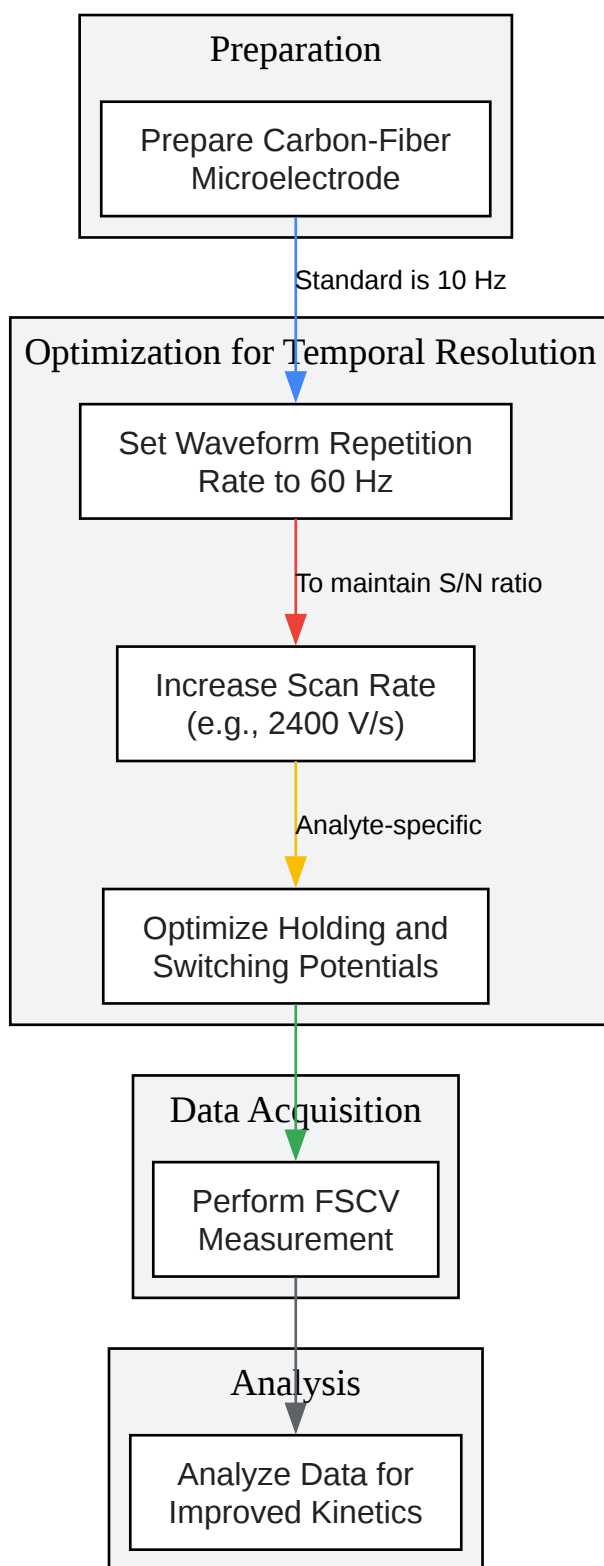 Preparation
Prepare Carbon-Fiber
Microelectrode
Standard is 10 Hz
Optimization for Temporal Resolution
Set Waveform Repetition
Rate to 60 Hz
To maintain S/N ratio
Increase Scan Rate
(e.g., 2400 V/s)
Analyte-specific
Optimize Holding and
Switching Potentials
Data Acquisition
Perform FSCV
Measurement
Analysis
Analyze Data for
Improved Kinetics